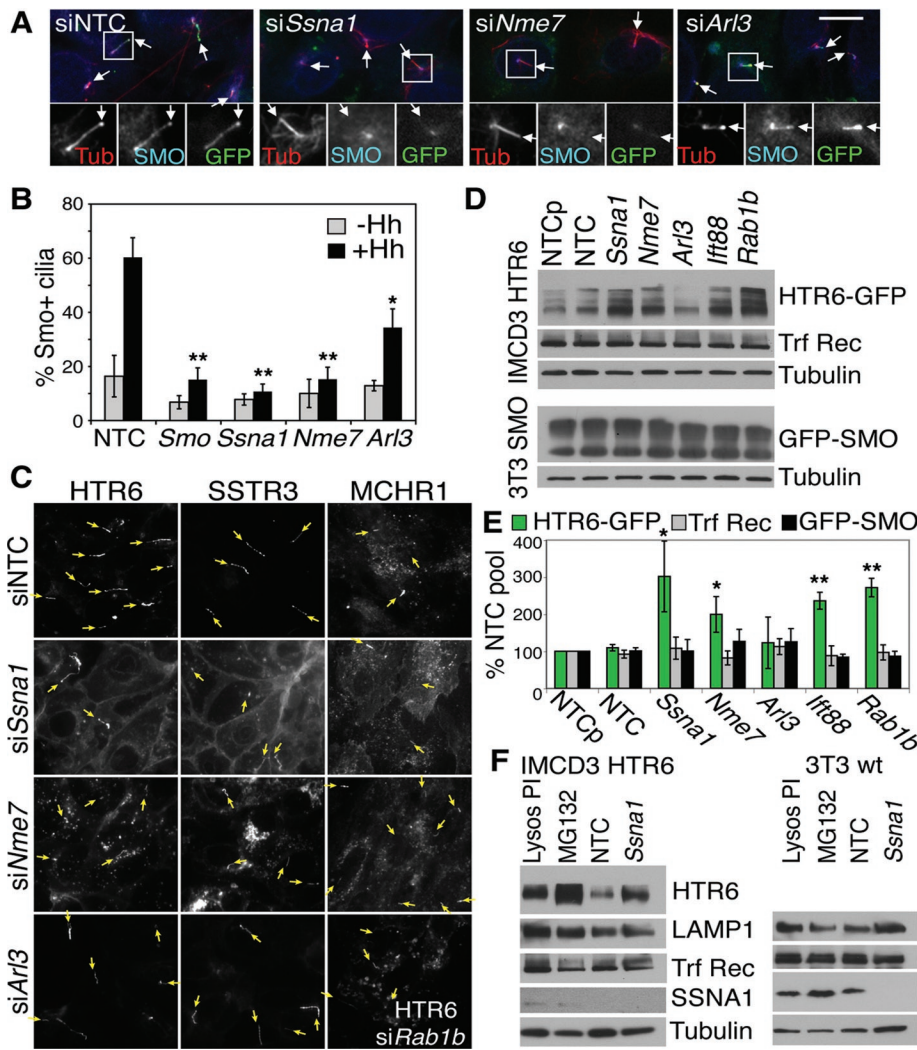 A
siNTC siSsna1 siNme7 siArl3
Tub SMO GFP Tub SMO GFP Tub SMO GFP Tub SMO GFP
B
% Smo+ cilia
80
60
40
20
0
-Hh
+Hh
** ** ** *
NTC Smo Ssna1 Nme7 Arl3
C
HTR6 SSTR3 MCHR1
siNTC
siSsna1
siNme7
siArl3
HTR6
siRab1b
D
NTCp NTC Ssna1 Nme7 Arl3 Ift88 Rab1b
IMCD3 HTR6
HTR6-GFP
Trf Rec
Tubulin
3T3 SMO
GFP-SMO
Tubulin
E
HTR6-GFP Trf Rec GFP-SMO
% NTC pool
400
300
200
100
0
* * ** **
NTCp NTC Ssna1 Nme7 Arl3 Ift88 Rab1b
F
IMCD3 HTR6 3T3 wt
Lysos PI MG132 NTC Ssna1 Lysos PI MG132 NTC Ssna1
HTR6
LAMP1
Trf Rec
SSNA1
Tubulin